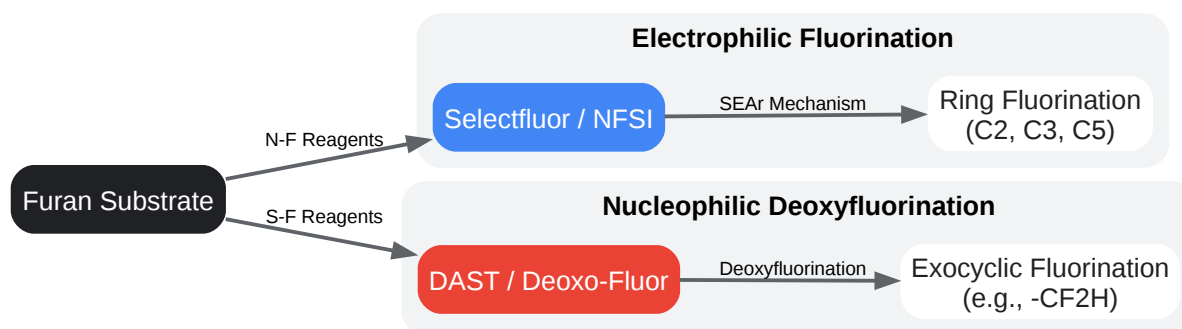 Electrophilic Fluorination
Selectfluor / NFSI
SEAr Mechanism
Ring Fluorination
(C2, C3, C5)
N-F Reagents
Furan Substrate
S-F Reagents
Nucleophilic Deoxyfluorination
DAST / Deoxo-Fluor
Deoxyfluorination
Exocyclic Fluorination
(e.g., -CF2H)